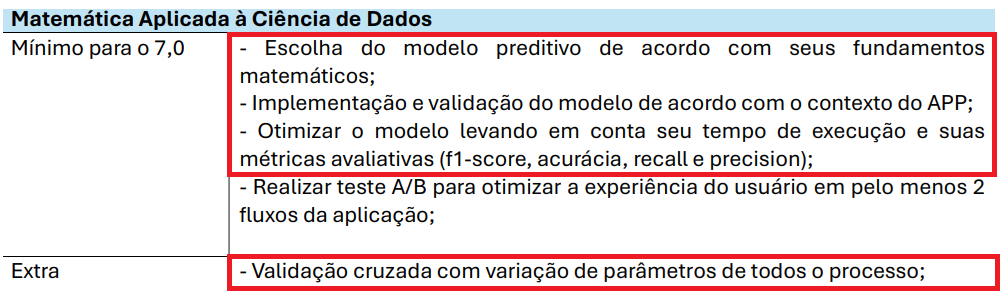 Matemática Aplicada à Ciência de Dados
Mínimo para o 7,0
- Escolha do modelo preditivo de acordo com seus fundamentos
matemáticos;
- Implementação e validação do modelo de acordo com o contexto do APP;
- Otimizar o modelo levando em conta seu tempo de execução e suas
métricas avaliativas (f1-score, acurácia, recall e precision);
- Realizar teste A/B para otimizar a experiência do usuário em pelo menos 2
fluxos da aplicação;
Extra
- Validação cruzada com variação de parâmetros de todos o processo;